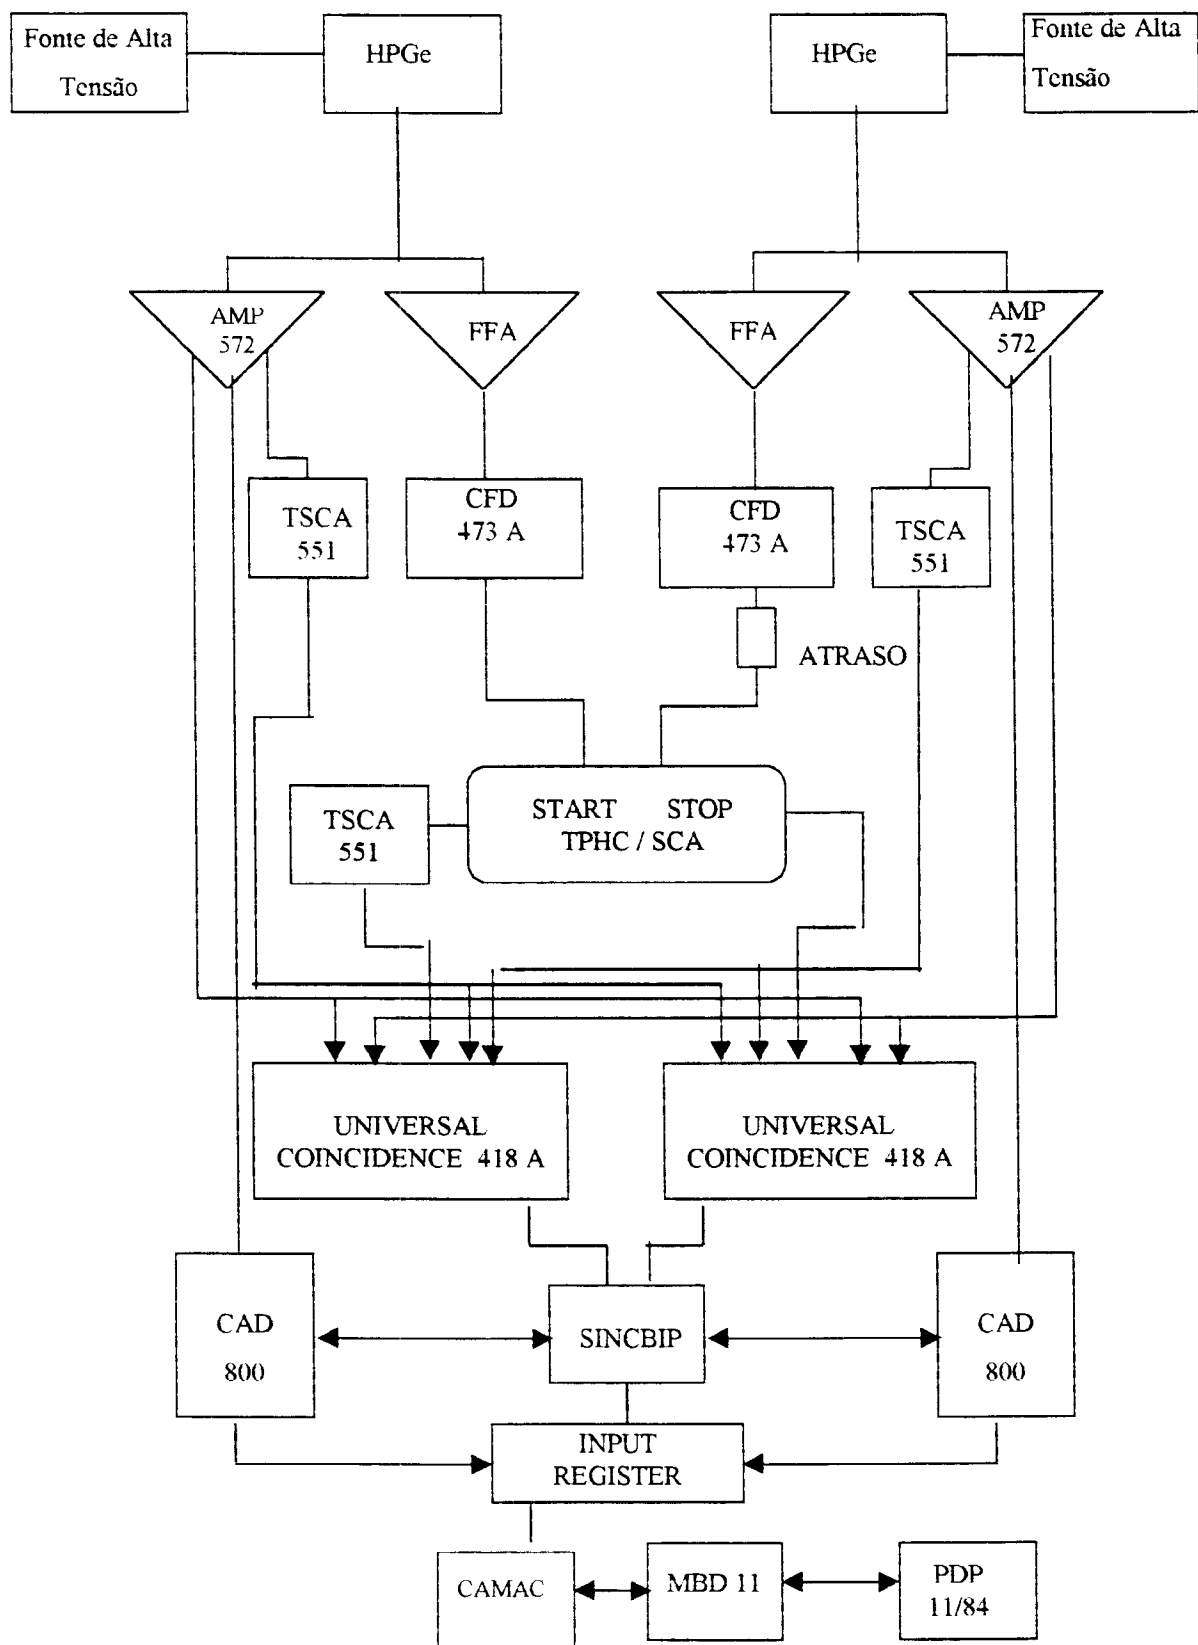 Fonte de Alta
Tensão
HPGe
HPGe
Fonte de Alta
Tensão
AMP
572
FFA
FFA
AMP
572
TSCA
551
CFD
473 A
CFD
473 A
TSCA
551
ATRASO
TSCA
551
START STOP
TPHC / SCA
UNIVERSAL
COINCIDENCE 418 A
UNIVERSAL
COINCIDENCE 418 A
CAD
800
SINCBIP
CAD
800
INPUT
REGISTER
CAMAC
MBD 11
PDP
11/84